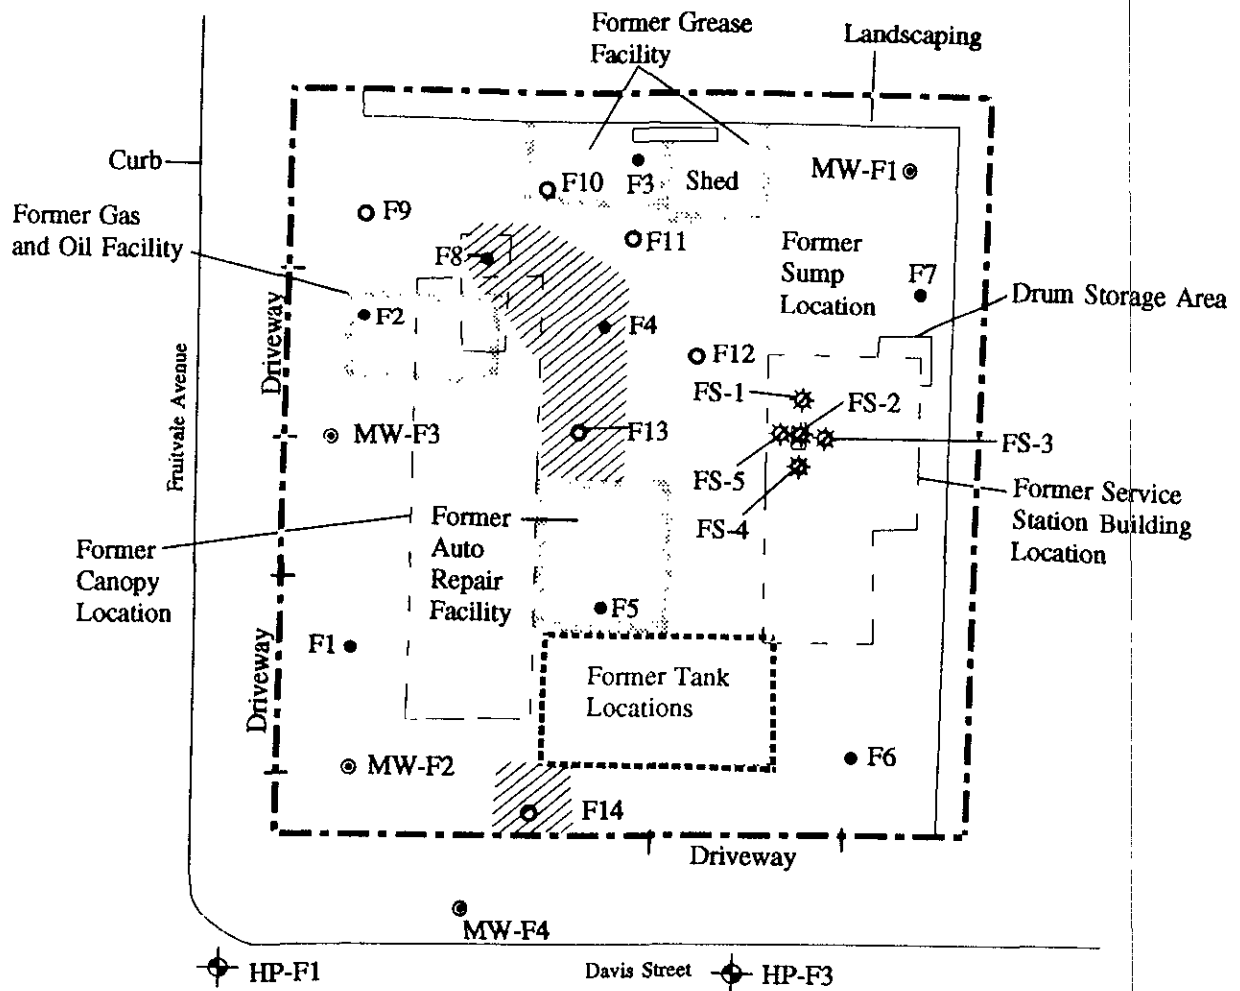 Former Grease
Facility
Landscaping
Curb
F10
F3
Shed
MW-F1
F9
Former Gas
and Oil Facility
F8
F11
Former
Sump
Location
F7
Drum Storage Area
F2
F4
Driveway
F12
Fruitvale Avenue
FS-1
FS-2
MW-F3
F13
FS-3
FS-5
FS-4
Former Service
Station Building
Location
Former
Canopy
Location
Former
Auto
Repair
Facility
F5
F1
Driveway
Former Tank
Locations
MW-F2
F6
F14
Driveway
MW-F4
HP-F1
Davis Street
HP-F3